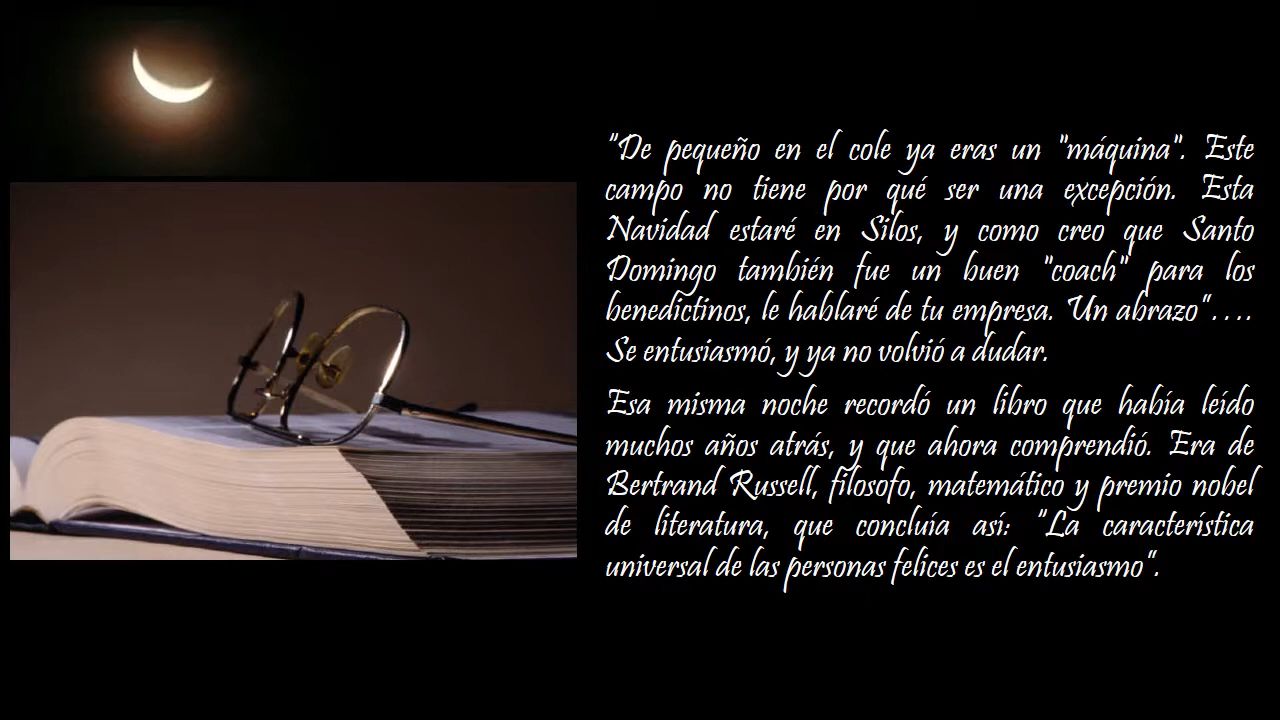 "De pequeño en el cole ya eras un "máquina". Este
campo no tiene por qué ser una excepción. Esta
Navidad estaré en Silos, y como creo que Santo
Domingo también fue un buen "coach" para los
benedictinos, le hablaré de tu empresa. Un abrazo"….
Se entusiasmó, y ya no volvió a dudar.
Esa misma noche recordó un libro que había leído
muchos años atrás, y que ahora comprendió. Era de
Bertrand Russell, filosofo, matemático y premio nobel
de literatura, que concluía así: "La característica
universal de las personas felices es el entusiasmo".